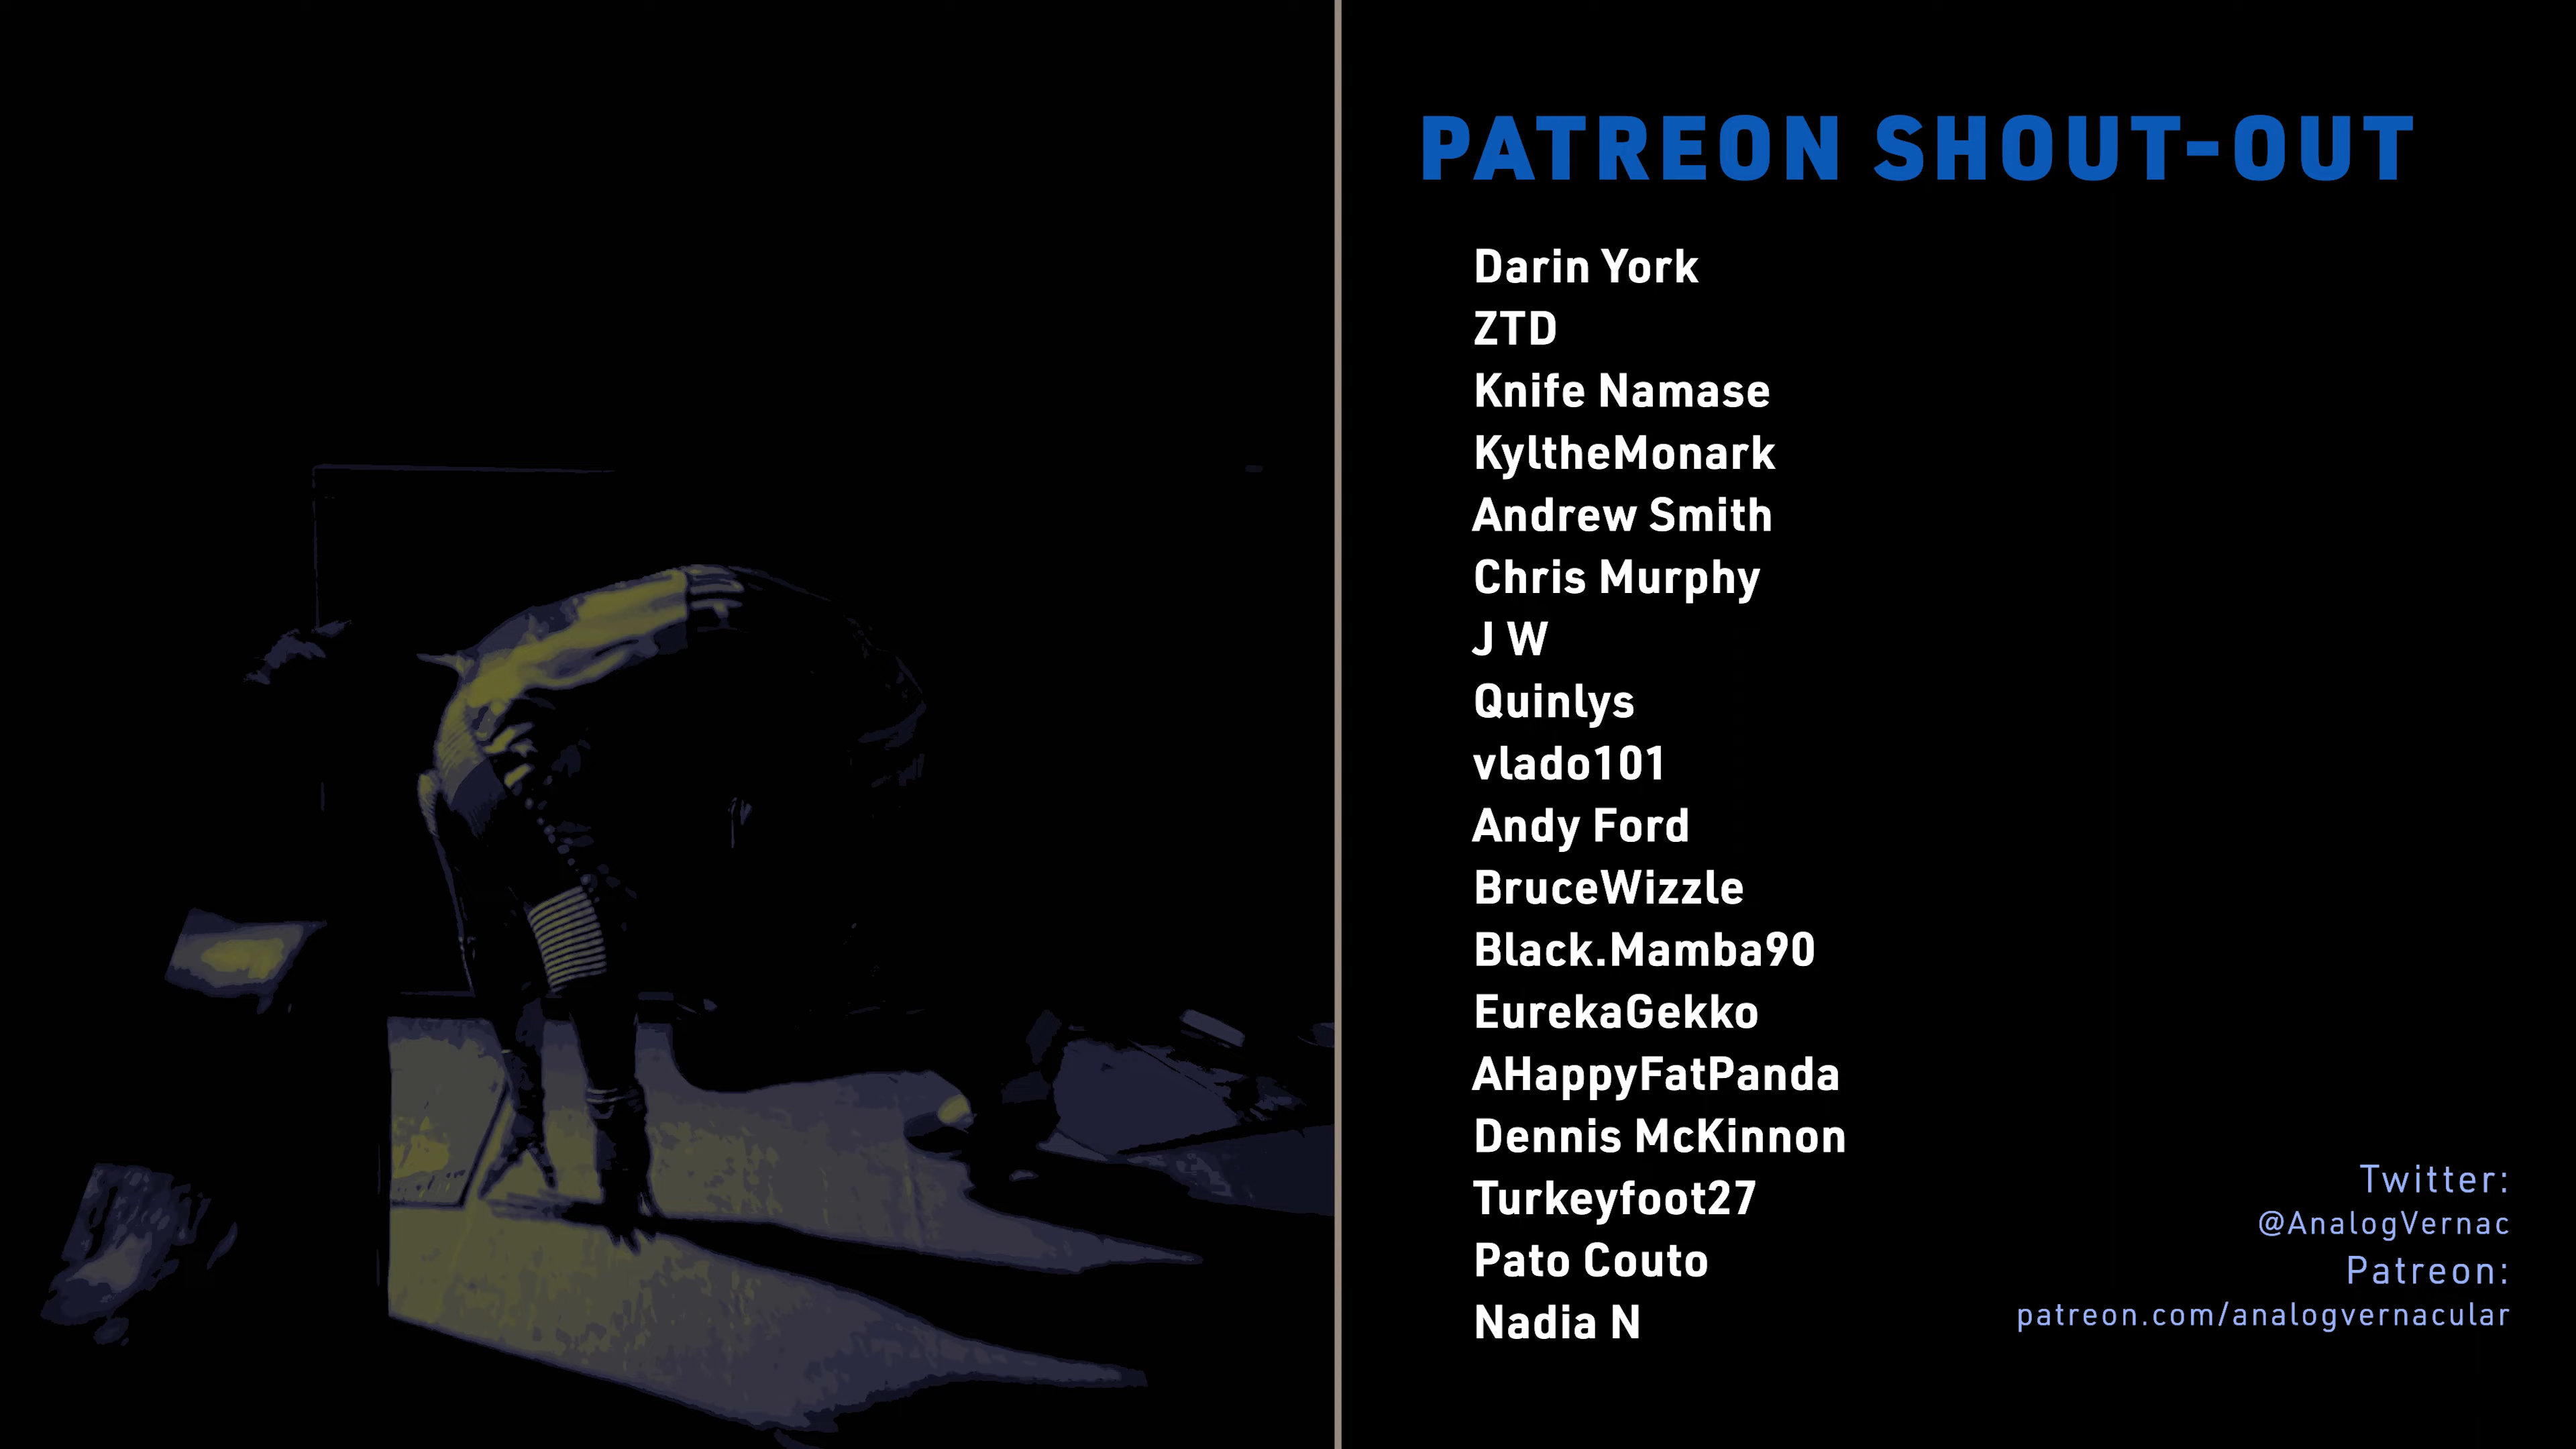 PATREON SHOUT-OUT
Darin York
ZTD
Knife Namase
KyltheMonark
Andrew Smith
Chris Murphy
J W
Quinlys
vlado101
Andy Ford
BruceWizzle
Black.Mamba90
EurekaGekko
AHappyFatPanda
Dennis McKinnon
Turkeyfoot27
Pato Couto
Nadia N
Twitter:
@AnalogVernac
Patreon:
patreon.com/analogvernacular